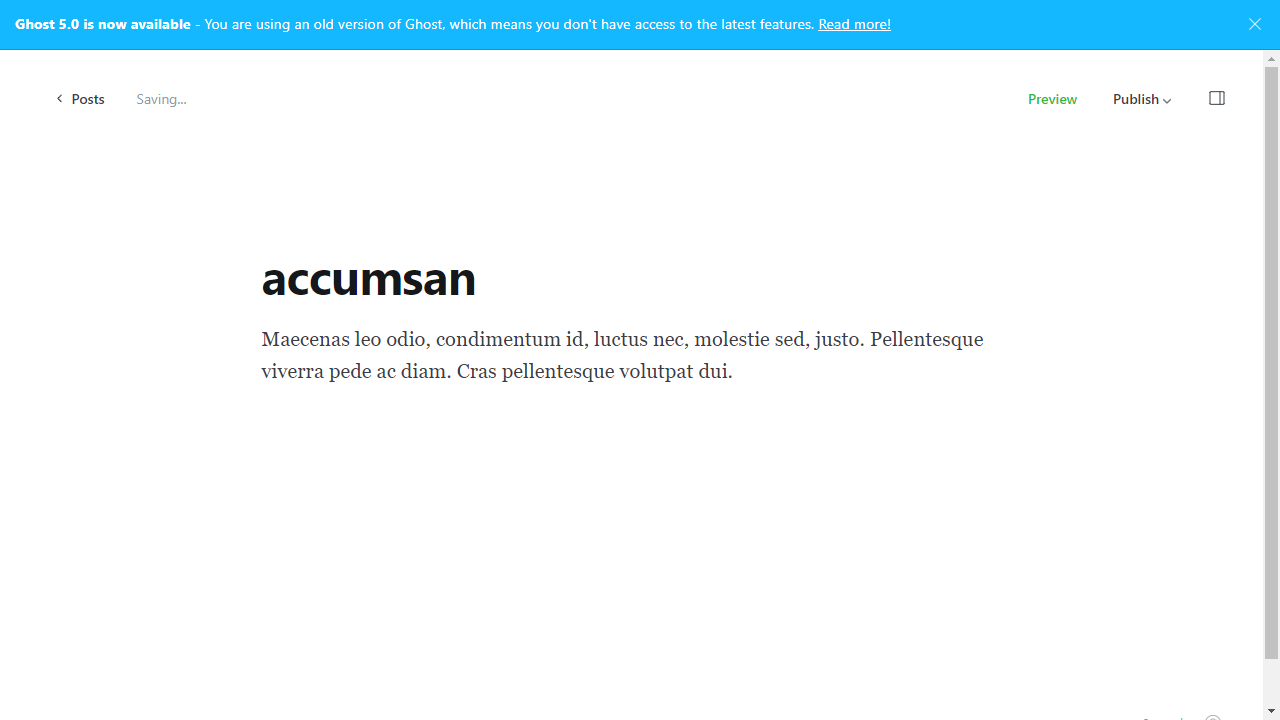 Ghost 5.0 is now available - You are using an old version of Ghost, which means you don't have access to the latest features. Read more!
Posts Saving... Preview Publish
accumsan
Maecenas leo odio, condimentum id, luctus nec, molestie sed, justo. Pellentesque
viverra pede ac diam. Cras pellentesque volutpat dui.